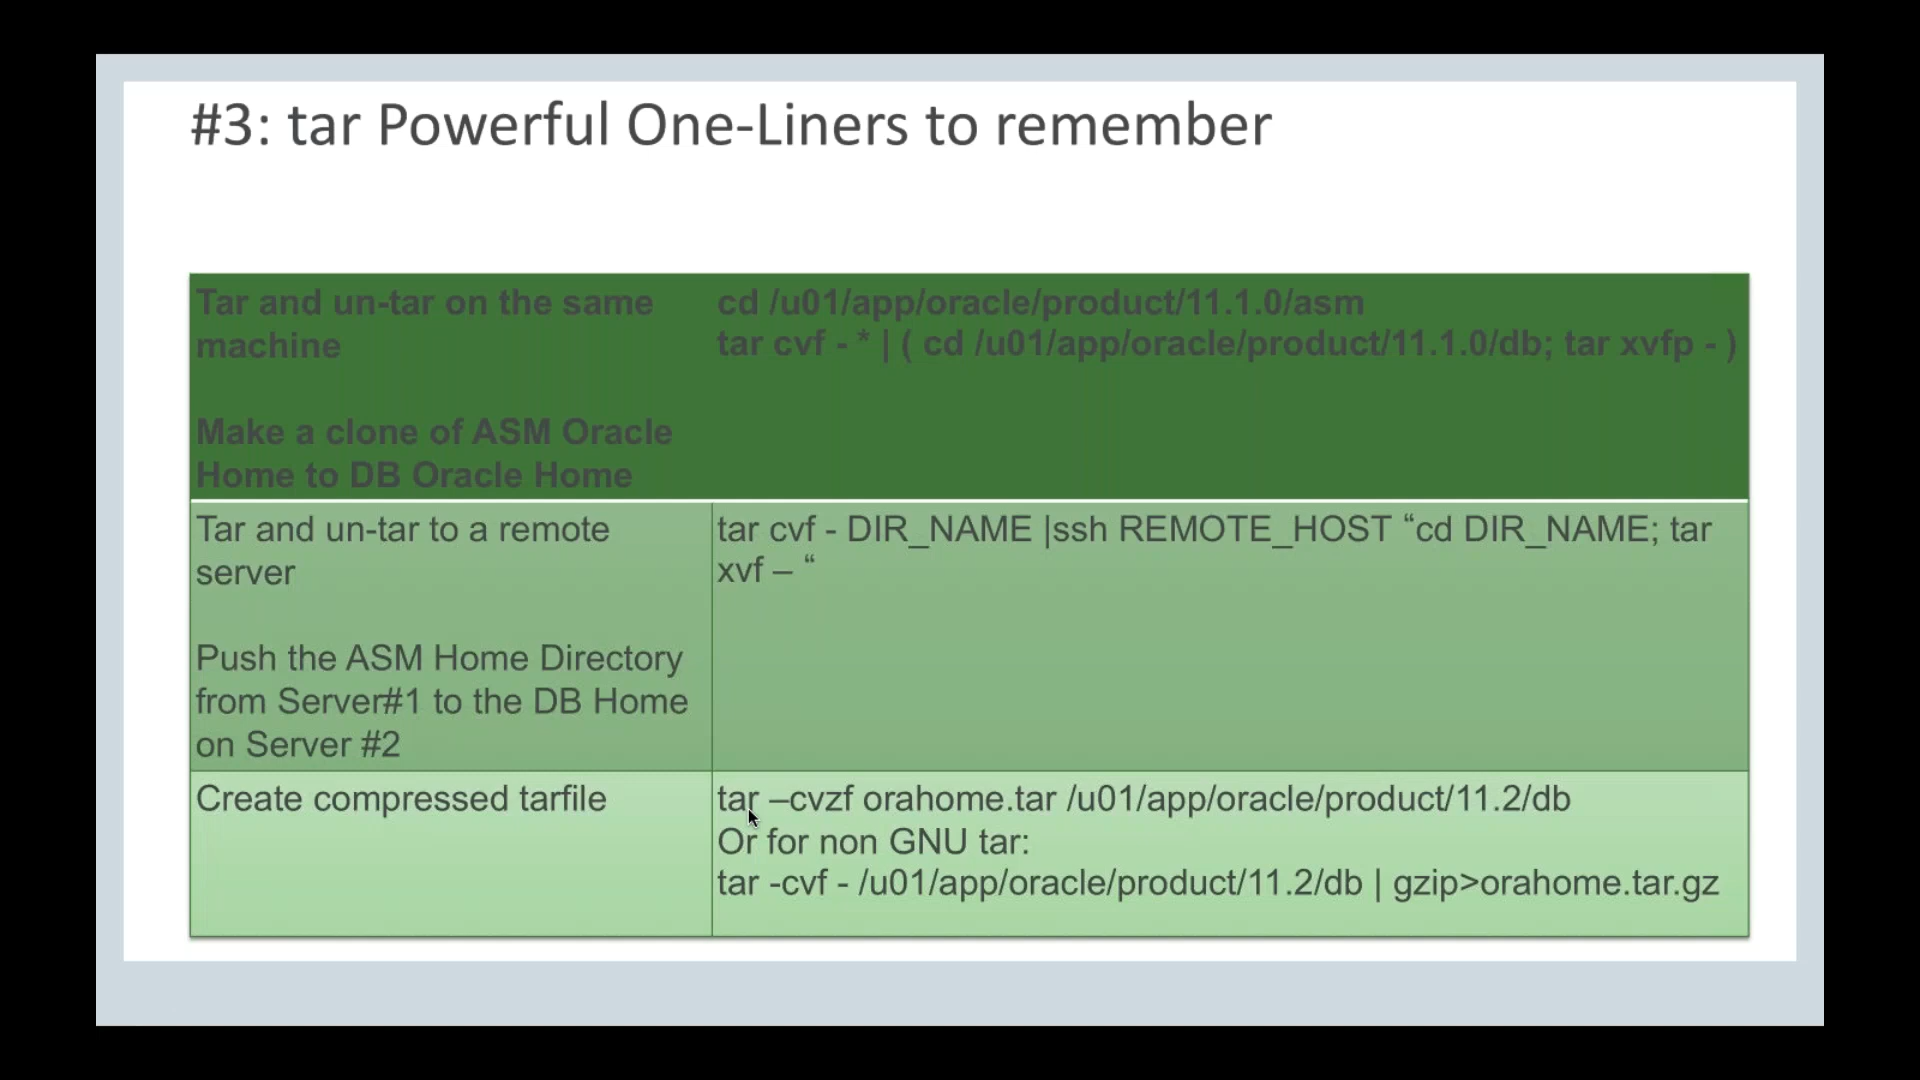 #3: tar Powerful One-Liners to remember
Tar and un-tar on the same
machine
Make a clone of ASM Oracle
Home to DB Oracle Home
cd /u01/app/oracle/product/11.1.0/asm
tar cvf - * | ( cd /u01/app/oracle/product/11.1.0/db; tar xvfp - )
Tar and un-tar to a remote
server
Push the ASM Home Directory
from Server#1 to the DB Home
on Server #2
tar cvf - DIR_NAME |ssh REMOTE_HOST “cd DIR_NAME; tar
xvf – “
Create compressed tarfile
tar –cvzf orahome.tar /u01/app/oracle/product/11.2/db
Or for non GNU tar:
tar -cvf - /u01/app/oracle/product/11.2/db | gzip>orahome.tar.gz